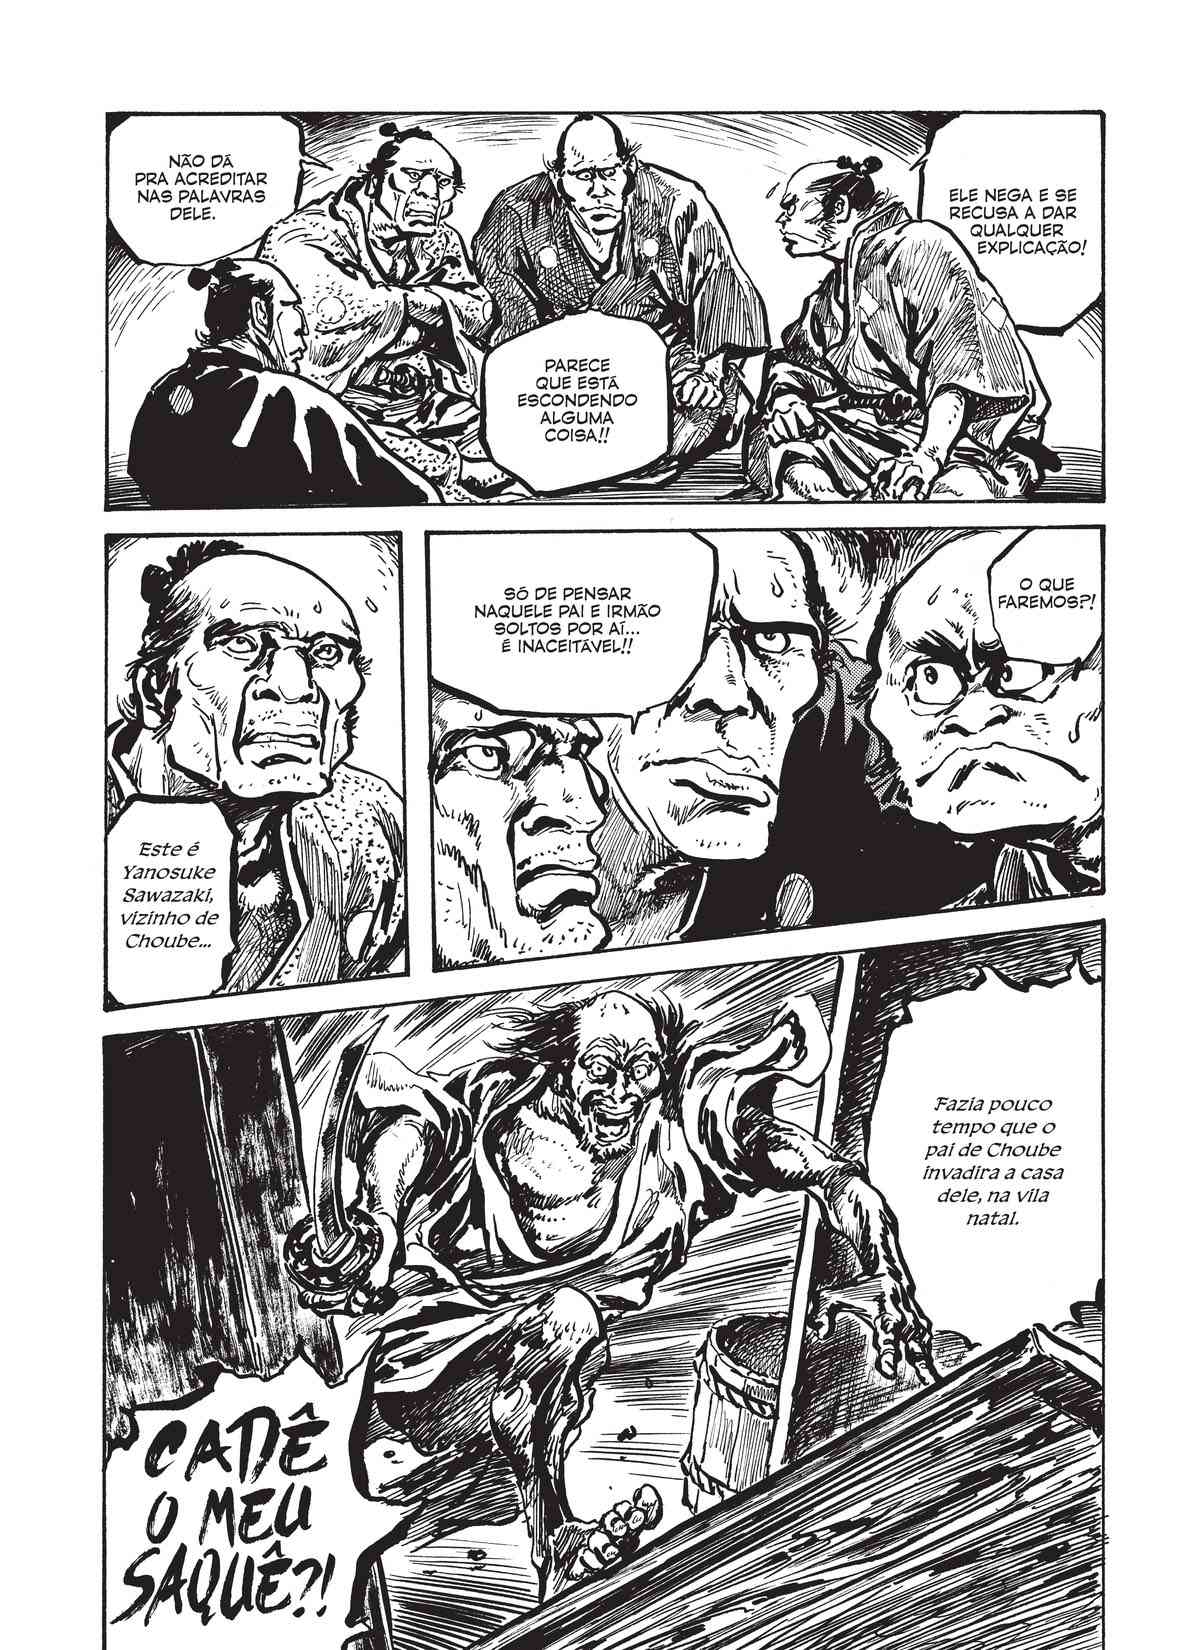 NÃO DÁ
PRA ACREDITAR
NAS PALAVRAS
DELE.
ELE NEGA E SE
RECUSA A DAR
QUALQUER
EXPLICAÇÃO!
PARECE
QUE ESTÁ
ESCONDENDO
ALGUMA
COISA!!
Este é
Yanosuke
Sawazaki,
vizinho de
Choube...
SÓ DE PENSAR
NAQUELE PAI E IRMÃO
SOLTOS POR AÍ...
É INACEITÁVEL!!
O QUE
FAREMOS?!
Fazia pouco
tempo que o
pai de Choube
invadira a casa
dele, na vila
natal.
CADÊ
O MEU
SAQUÊ?!